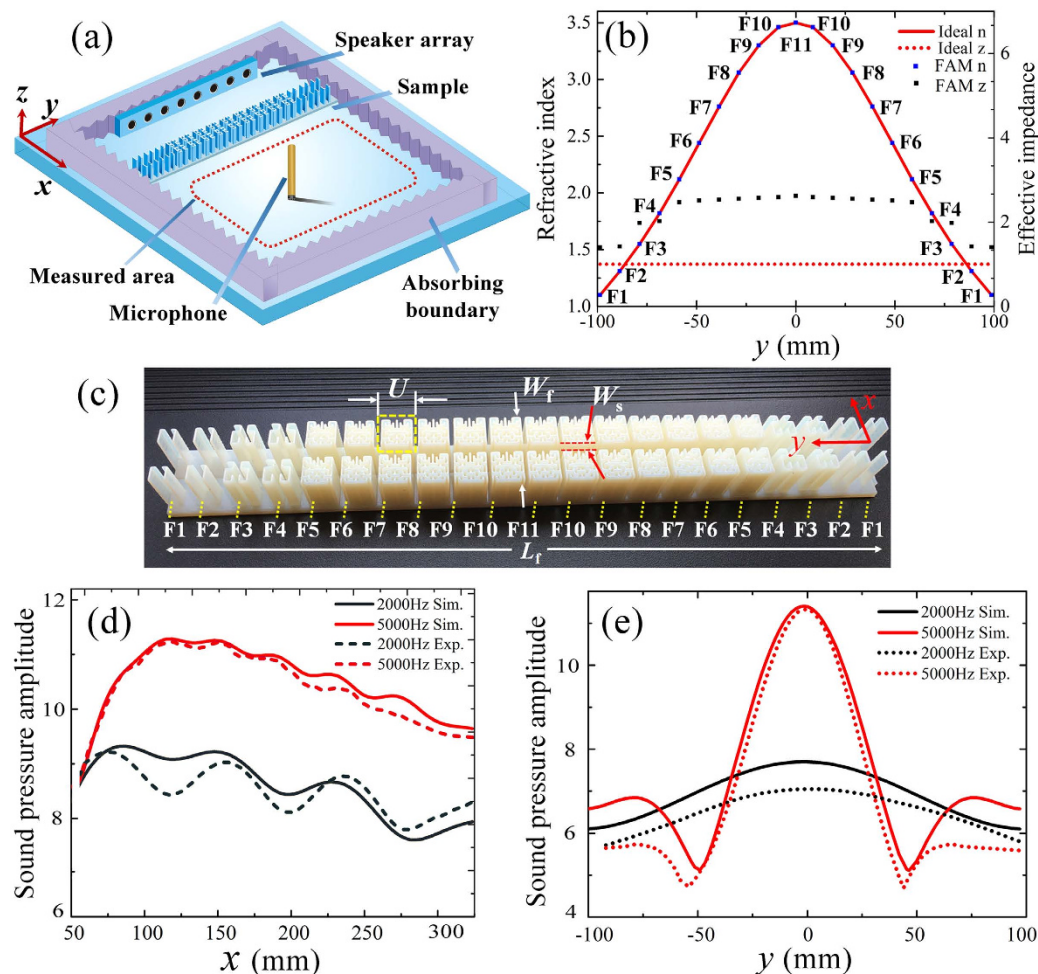 (a)
Speaker array
Sample
z
y
x
Measured area
Microphone
Absorbing
boundary
(b)
Refractive index
3.5
3.0
2.5
2.0
1.5
1.0
F10 F10
F9 F11 F9
F8 F8
F7 F7
F6 F6
F5 F5
F4 F4
F3 F3
F2 F2
F1 F1
Ideal n
Ideal z
FAM n
FAM z
6
4
2
0
Effective impedance
-100 -50 0 50 100
y (mm)
(c)
U
Wf
Ws
x
y
F1 F2 F3 F4 F5 F6 F7 F8 F9 F10 F11 F10 F9 F8 F7 F6 F5 F4 F3 F2 F1
Lf
(d)
Sound pressure amplitude
12
10
8
6
2000Hz Sim.
5000Hz Sim.
2000Hz Exp.
5000Hz Exp.
50 100 150 200 250 300
x (mm)
(e)
Sound pressure amplitude
10
8
6
4
2000Hz Sim.
5000Hz Sim.
2000Hz Exp.
5000Hz Exp.
-100 -50 0 50 100
y (mm)